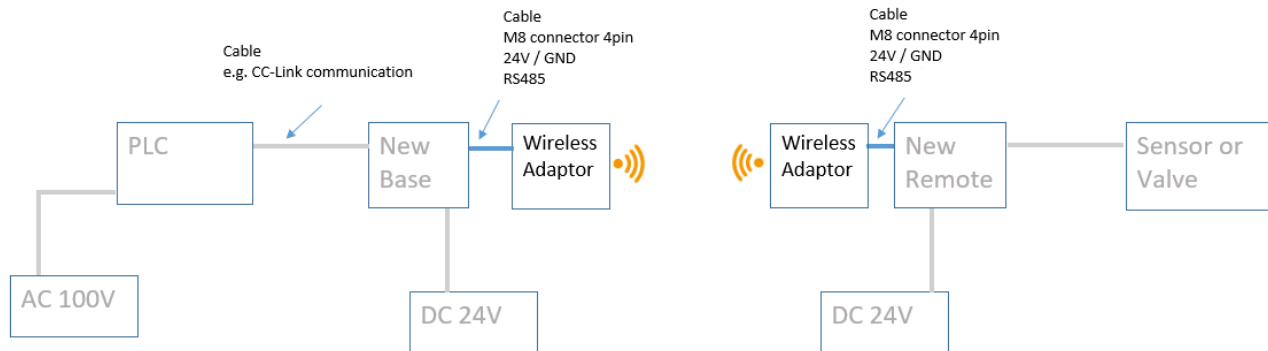 Cable
e.g. CC-Link communication
Cable
M8 connector 4pin
24V / GND
RS485
Cable
M8 connector 4pin
24V / GND
RS485
PLC
New
Base
Wireless
Adaptor
Wireless
Adaptor
New
Remote
Sensor or
Valve
AC 100V
DC 24V
DC 24V